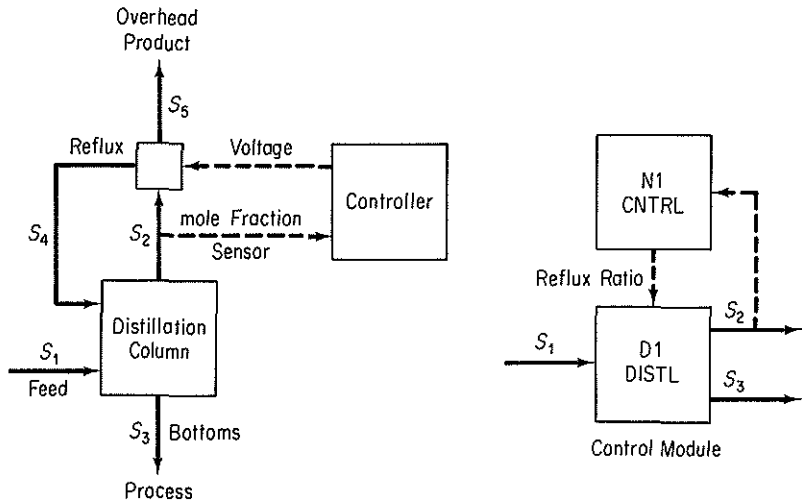 Overhead
Product
S5
Reflux
Voltage
Controller
mole Fraction
Sensor
S4
S2
Distillation
Column
S1
Feed
S3
Bottoms
Process
N1
CNTRL
Reflux Ratio
S1
D1
DISTL
S2
S3
Control Module